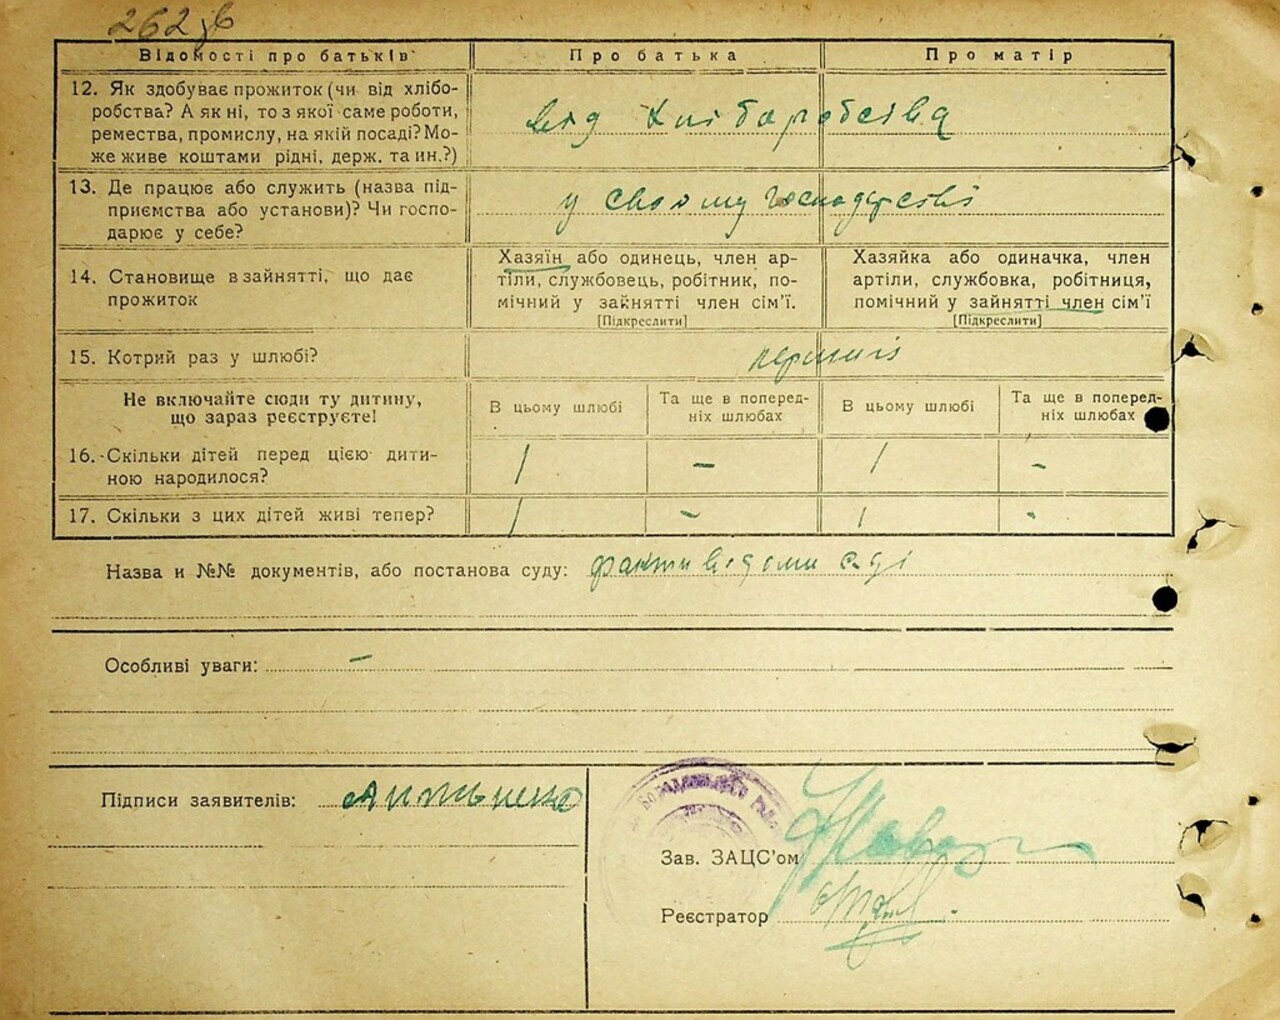 262 зв
Відомості про батьків Про батька Про матір
12. Як здобуває прожиток (чи від хлібо-
робства? А як ні, то з якої саме роботи,
ремества, промислу, на якій посаді? Мо-
же живе коштами рідні, держ. та ин.?)
від хліборобства
13. Де працює або служить (назва під-
приємства або установи)? Чи госпо-
дарює у себе?
у своєму господарстві
14. Становище в зайнятті, що дає
прожиток
Хазяїн або одинець, член ар-
тіли, службовець, робітник, по-
мічний у зайнятті член сім'ї.
[Підкреслити]
Хазяйка або одиначка, член
артіли, службовка, робітниця,
помічний у зайнятті член сім'ї
[Підкреслити]
15. Котрий раз у шлюбі?
Не включайте сюди ту дитину,
що зараз реєструєте!
В цьому шлюбі Та ще в поперед-
ніх шлюбах В цьому шлюбі Та ще в поперед-
ніх шлюбах
16. Скільки дітей перед цією дити-
ною народилося?
1 - 1 -
17. Скільки з цих дітей живі тепер? 1 - 1 -
Назва и №№ документів, або постанова суду: факти відоми с/ді
Особливі уваги: -
Підписи заявителів:
Зав. ЗАЦС'ом
Реєстратор